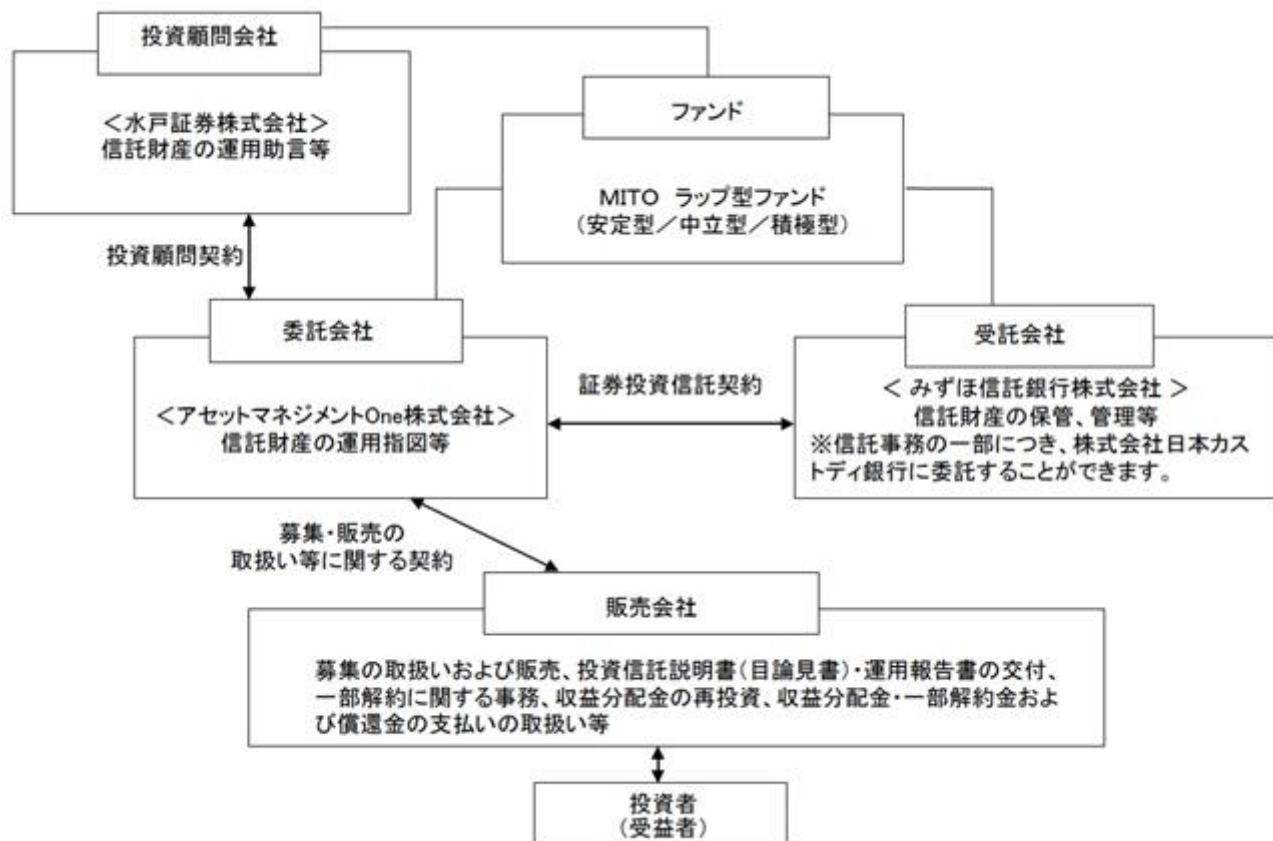 投資顧問会社
＜水戸証券株式会社＞
信託財産の運用助言等
ファンド
MITO ラップ型ファンド
（安定型／中立型／積極型）
投資顧問契約
委託会社
＜アセットマネジメントOne株式会社＞
信託財産の運用指図等
証券投資信託契約
受託会社
＜ みずほ信託銀行株式会社 ＞
信託財産の保管、管理等
※信託事務の一部につき、株式会社日本カス
トディ銀行に委託することができます。
募集・販売の
取扱い等に関する契約
販売会社
募集の取扱いおよび販売、投資信託説明書（目論見書）・運用報告書の交付、
一部解約に関する事務、収益分配金の再投資、収益分配金・一部解約金およ
び償還金の支払いの取扱い等
投資者
（受益者）